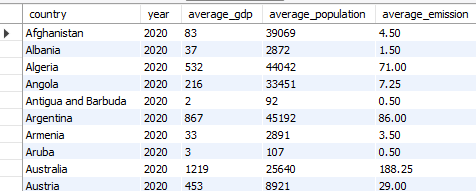 country year average_gdp average_population average_emission
Afghanistan 2020 83 39069 4.50
Albania 2020 37 2872 1.50
Algeria 2020 532 44042 71.00
Angola 2020 216 33451 7.25
Antigua and Barbuda 2020 2 92 0.50
Argentina 2020 867 45192 86.00
Armenia 2020 33 2891 3.50
Aruba 2020 3 107 0.50
Australia 2020 1219 25640 188.25
Austria 2020 453 8921 29.00